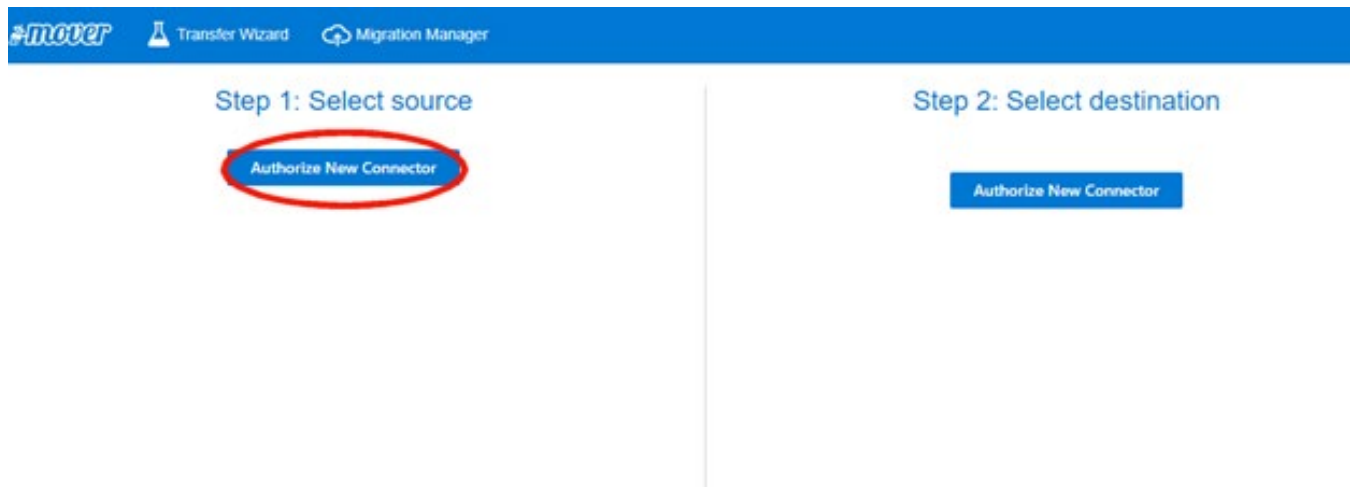 mover
Transfer Wizard
Migration Manager
Step 1: Select source
Authorize New Connector
Step 2: Select destination
Authorize New Connector